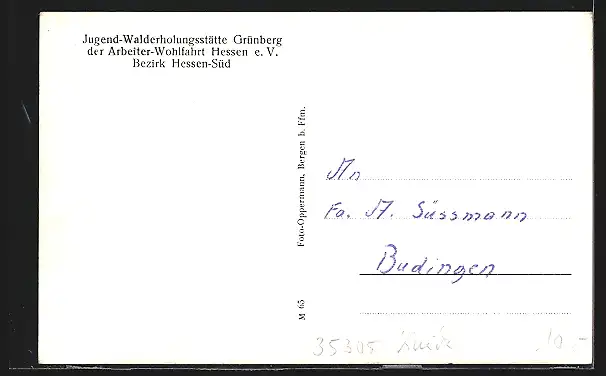 Jugend-Walderholungsstätte Grünberg
der Arbeiter-Wohlfahrt Hessen e. V.
Bezirk Hessen-Süd
Foto-Oppermann, Bergen b. Ffm.
M 65
An
Fa. A. Süssmann
Budingen
35305
10.-